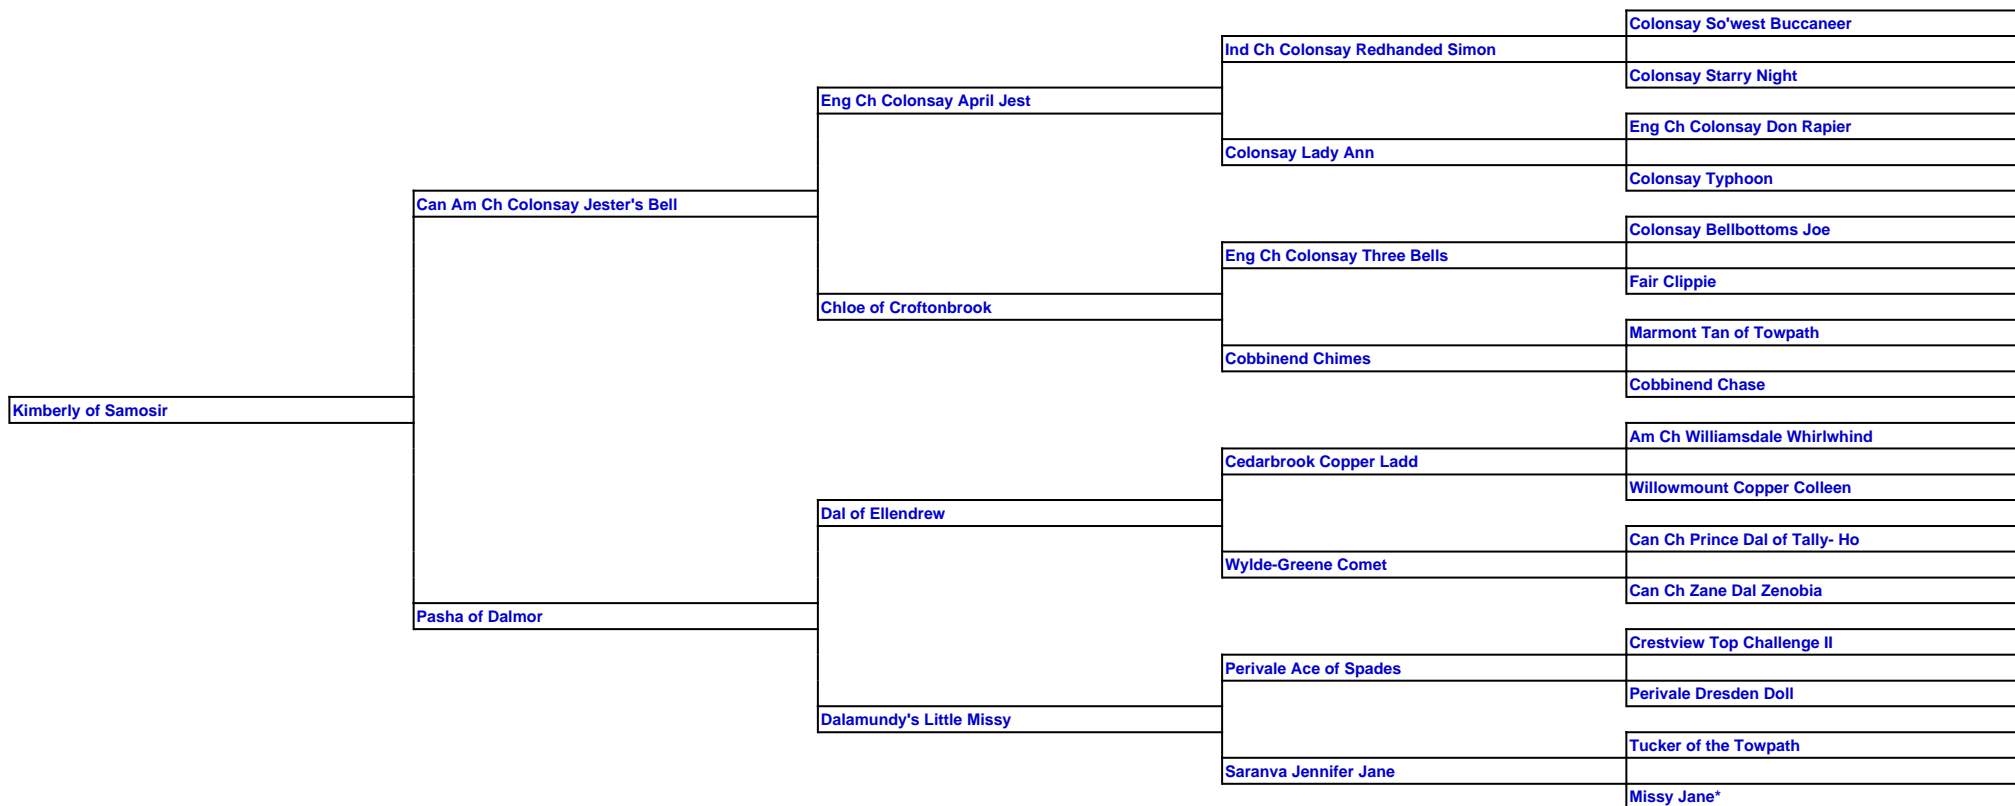 Colonsay So'west Buccaneer
Ind Ch Colonsay Redhanded Simon
Colonsay Starry Night
Eng Ch Colonsay April Jest
Eng Ch Colonsay Don Rapier
Colonsay Lady Ann
Colonsay Typhoon
Can Am Ch Colonsay Jester's Bell
Colonsay Bellbottoms Joe
Eng Ch Colonsay Three Bells
Fair Clippie
Chloe of Croftonbrook
Marmont Tan of Towpath
Cobbinend Chimes
Cobbinend Chase
Kimberly of Samosir
Am Ch Williamsdale Whirlwhind
Cedarbrook Copper Ladd
Willowmount Copper Colleen
Dal of Ellendrew
Can Ch Prince Dal of Tally- Ho
Wylde-Greene Comet
Can Ch Zane Dal Zenobia
Pasha of Dalmor
Crestview Top Challenge II
Perivale Ace of Spades
Perivale Dresden Doll
Dalamundy's Little Missy
Tucker of the Towpath
Saranva Jennifer Jane
Missy Jane*